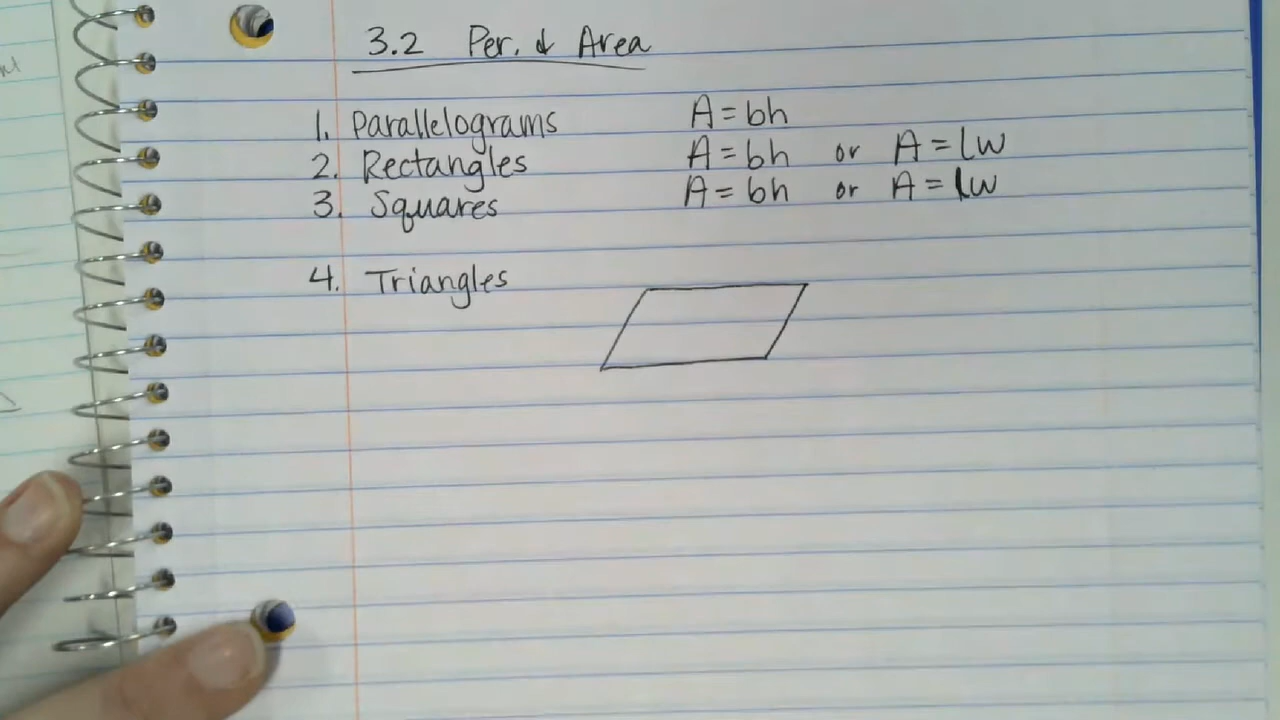 3.2 Per. & Area
1. Parallelograms A = bh
2. Rectangles A = bh or A = lw
3. Squares A = bh or A = lw
4. Triangles